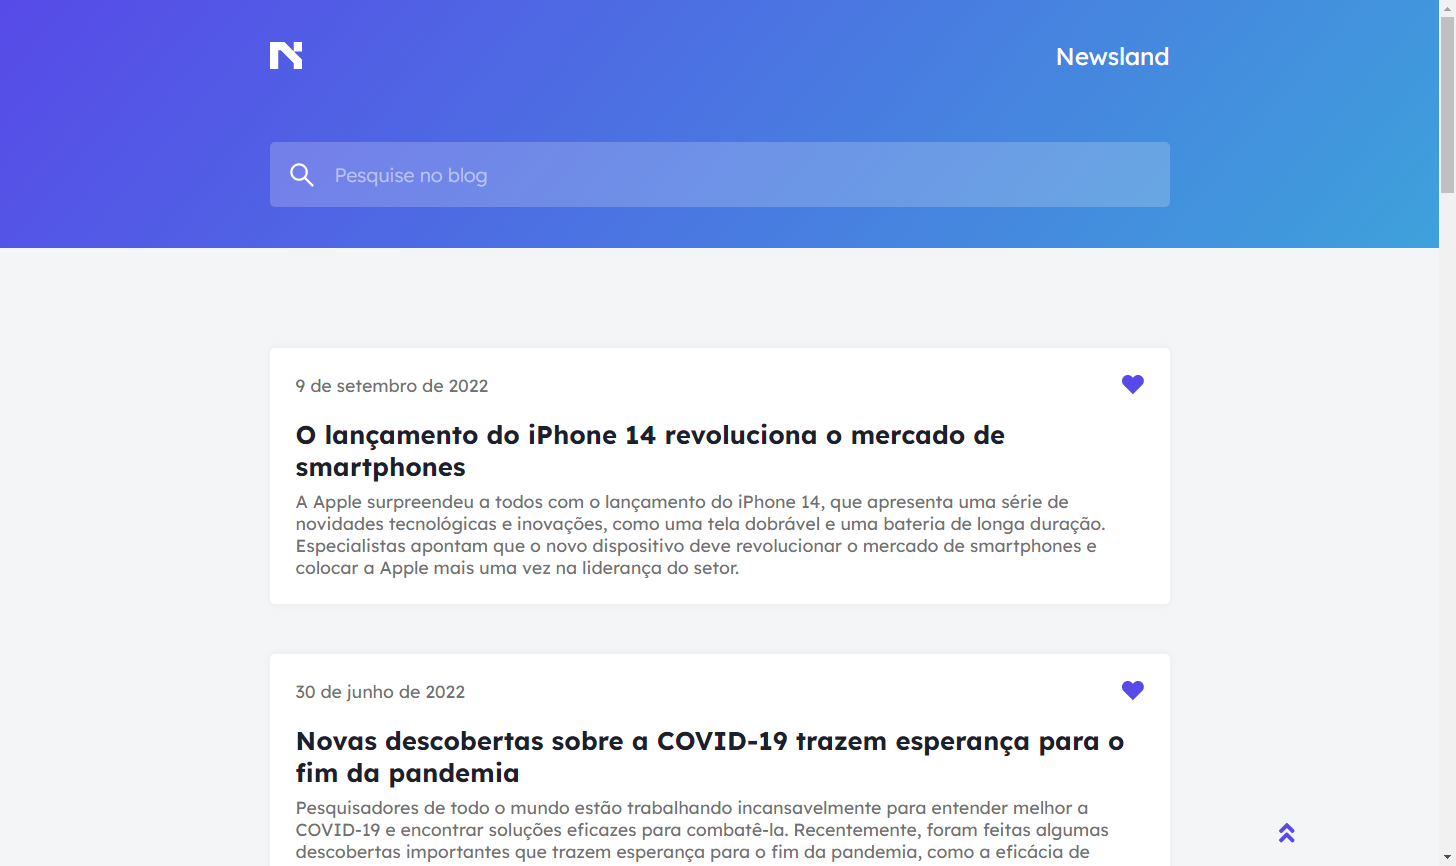 Newsland
Pesquise no blog
9 de setembro de 2022
O lançamento do iPhone 14 revoluciona o mercado de
smartphones
A Apple surpreendeu a todos com o lançamento do iPhone 14, que apresenta uma série de
novidades tecnológicas e inovações, como uma tela dobrável e uma bateria de longa duração.
Especialistas apontam que o novo dispositivo deve revolucionar o mercado de smartphones e
colocar a Apple mais uma vez na liderança do setor.
30 de junho de 2022
Novas descobertas sobre a COVID-19 trazem esperança para o
fim da pandemia
Pesquisadores de todo o mundo estão trabalhando incansavelmente para entender melhor a
COVID-19 e encontrar soluções eficazes para combatê-la. Recentemente, foram feitas algumas
descobertas importantes que trazem esperança para o fim da pandemia, como a eficácia de